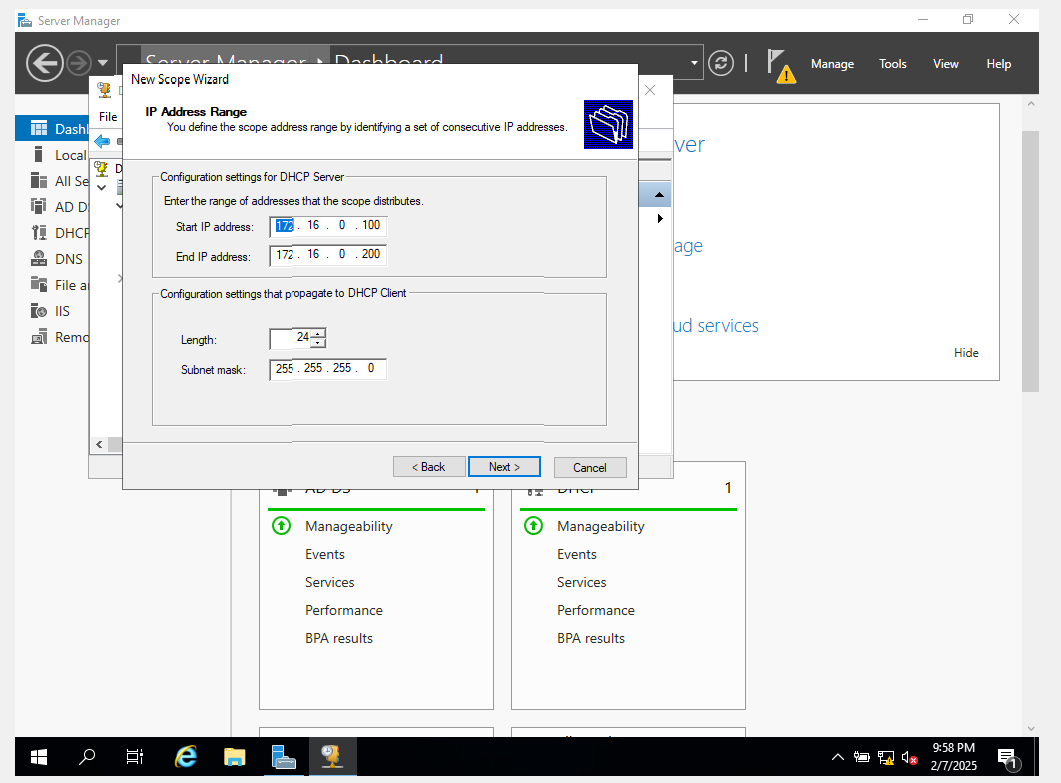 Server Manager
Server Manager Dashboard
Manage Tools View Help
New Scope Wizard
IP Address Range
You define the scope address range by identifying a set of consecutive IP addresses.
File
Dashl
Local
All Se
AD D
DHCP
DNS
File a
IIS
Remo
D
Configuration settings for DHCP Server
Enter the range of addresses that the scope distributes.
Start IP address: 172 . 16 . 0 . 100
End IP address: 172 . 16 . 0 . 200
Configuration settings that propagate to DHCP Client
Length: 24
Subnet mask: 255 . 255 . 255 . 0
< Back Next > Cancel
ver
age
ud services
Hide
AD DS 1
Manageability
Events
Services
Performance
BPA results
DHCP 1
Manageability
Events
Services
Performance
BPA results
9:58 PM
2/7/2025
1